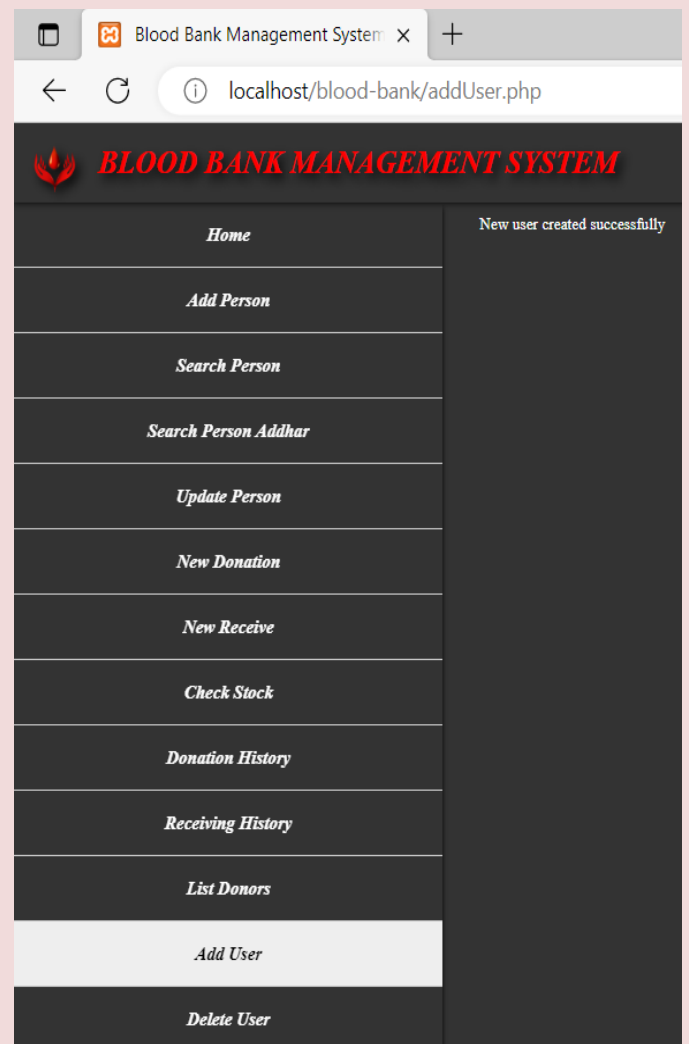 Blood Bank Management System
localhost/blood-bank/addUser.php
BLOOD BANK MANAGEMENT SYSTEM
Home
New user created successfully
Add Person
Search Person
Search Person Addhar
Update Person
New Donation
New Receive
Check Stock
Donation History
Receiving History
List Donors
Add User
Delete User